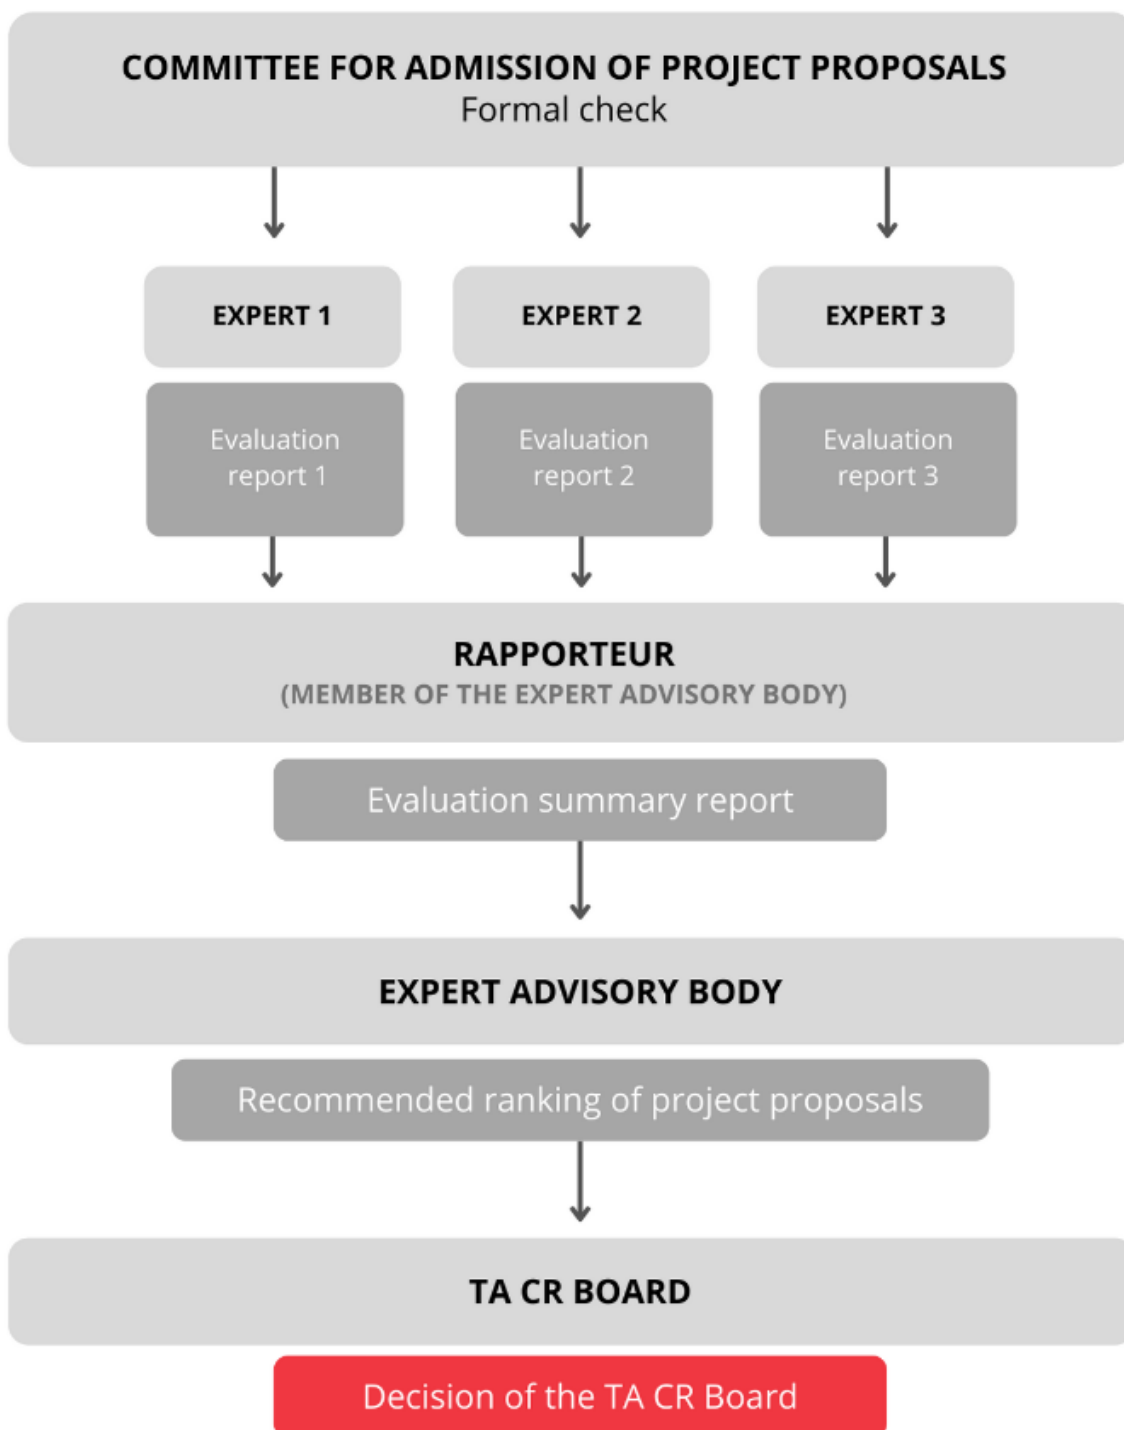 COMMITTEE FOR ADMISSION OF PROJECT PROPOSALS
Formal check
EXPERT 1
EXPERT 2
EXPERT 3
Evaluation
report 1
Evaluation
report 2
Evaluation
report 3
RAPPORTEUR
(MEMBER OF THE EXPERT ADVISORY BODY)
Evaluation summary report
EXPERT ADVISORY BODY
Recommended ranking of project proposals
TA CR BOARD
Decision of the TA CR Board